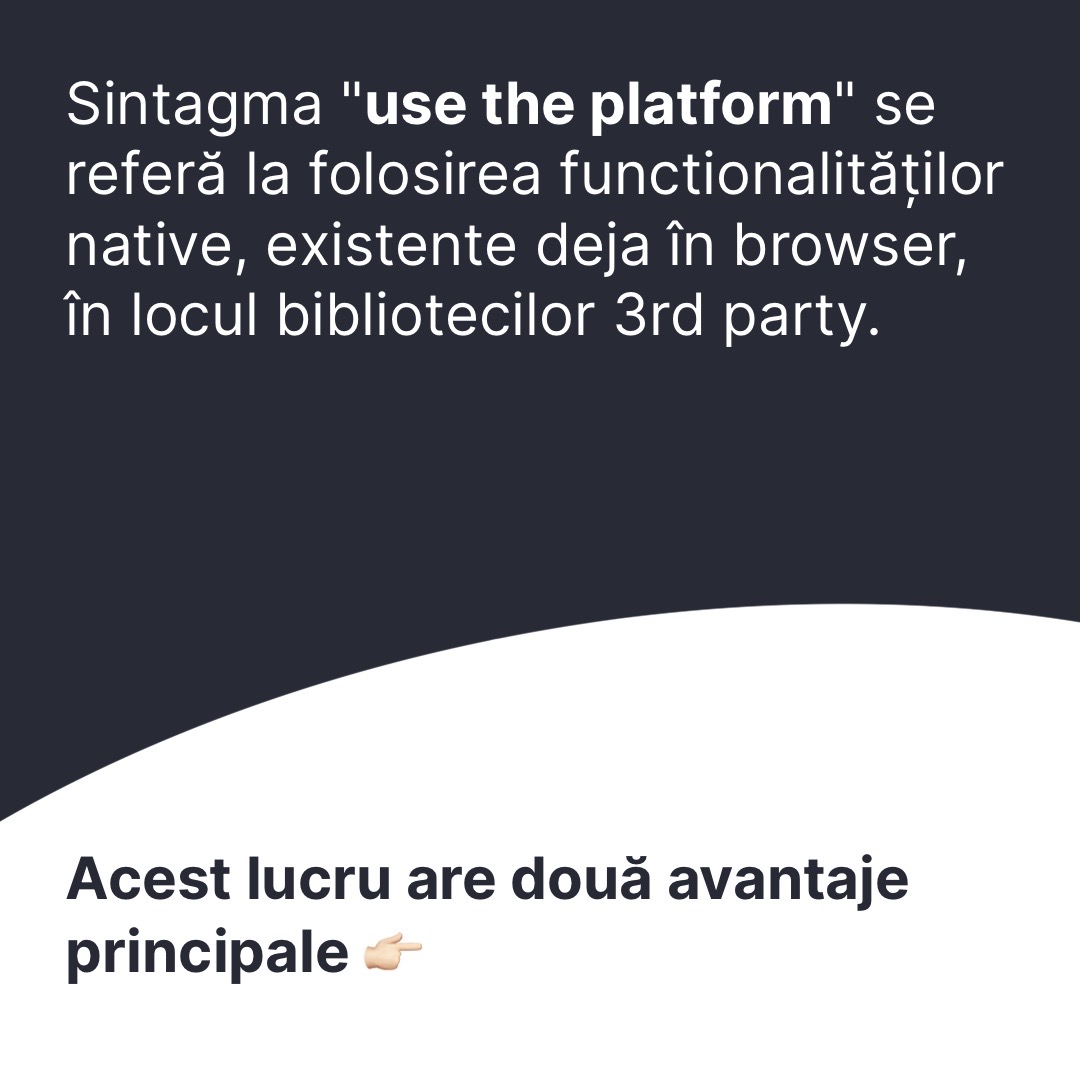 Sintagma "use the platform" se
referă la folosirea functionalităților
native, existente deja în browser,
în locul bibliotecilor 3rd party.
Acest lucru are două avantaje
principale 👉🏻